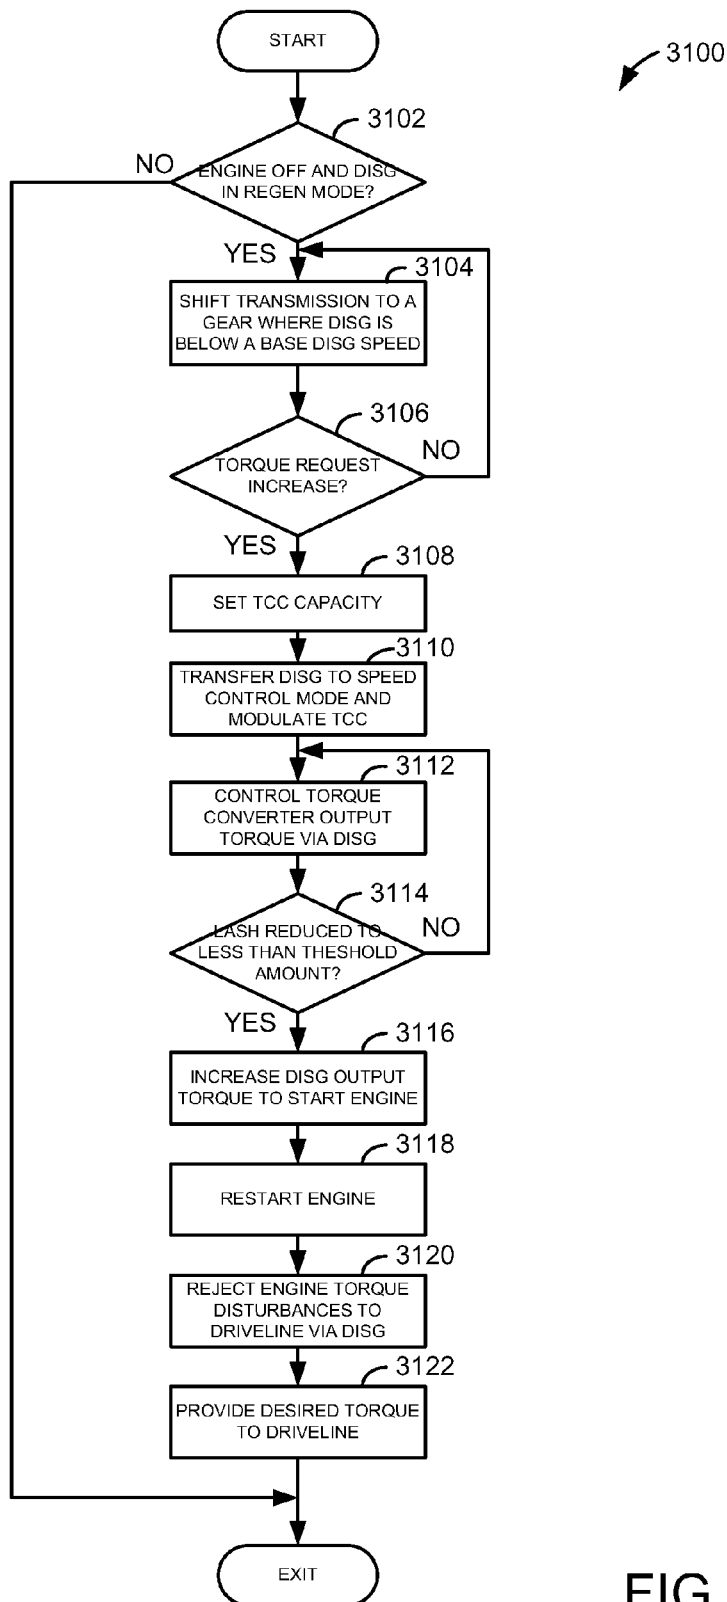 START
3100
3102
NO
ENGINE OFF AND DISG
IN REGEN MODE?
YES
3104
SHIFT TRANSMISSION TO A
GEAR WHERE DISG IS
BELOW A BASE DISG SPEED
3106
NO
TORQUE REQUEST
INCREASE?
YES
3108
SET TCC CAPACITY
3110
TRANSFER DISG TO SPEED
CONTROL MODE AND
MODULATE TCC
3112
CONTROL TORQUE
CONVERTER OUTPUT
TORQUE VIA DISG
3114
NO
LASH REDUCED TO
LESS THAN THESHOLD
AMOUNT?
YES
3116
INCREASE DISG OUTPUT
TORQUE TO START ENGINE
3118
RESTART ENGINE
3120
REJECT ENGINE TORQUE
DISTURBANCES TO
DRIVELINE VIA DISG
3122
PROVIDE DESIRED TORQUE
TO DRIVELINE
EXIT
FIG